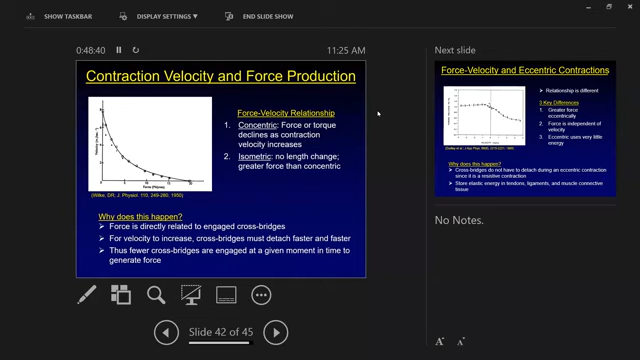 SHOW TASKBAR
DISPLAY SETTINGS ▼
END SLIDE SHOW
0:48:40
11:25 AM
Contraction Velocity and Force Production
Force (Pkg/cm)
(Wilke, DR; J. Physiol. 110, 249-280; 1950)
Force-Velocity Relationship
1. Concentric: Force or torque
declines as contraction
velocity increases
2. Isometric: no length change;
greater force than concentric
Why does this happen?
➢ Force is directly related to engaged cross-bridges
➢ For velocity to increase, cross-bridges must detach faster and faster
➢ Thus fewer cross-bridges are engaged at a given moment in time to
generate force
Slide 42 of 45
Next slide
Force-Velocity and Eccentric Contractions
➢ Relationship is different
3 Key Differences
1. Greater force
eccentrically
2. Force is independent of
velocity
3. Eccentric uses very little
energy
Why does this happen?
➢ Cross-bridges do not have to detach during an eccentric contraction
since it is a resistive contraction
➢ Store elastic energy in tendons, ligaments, and muscle connective
tissue
No Notes.
A A